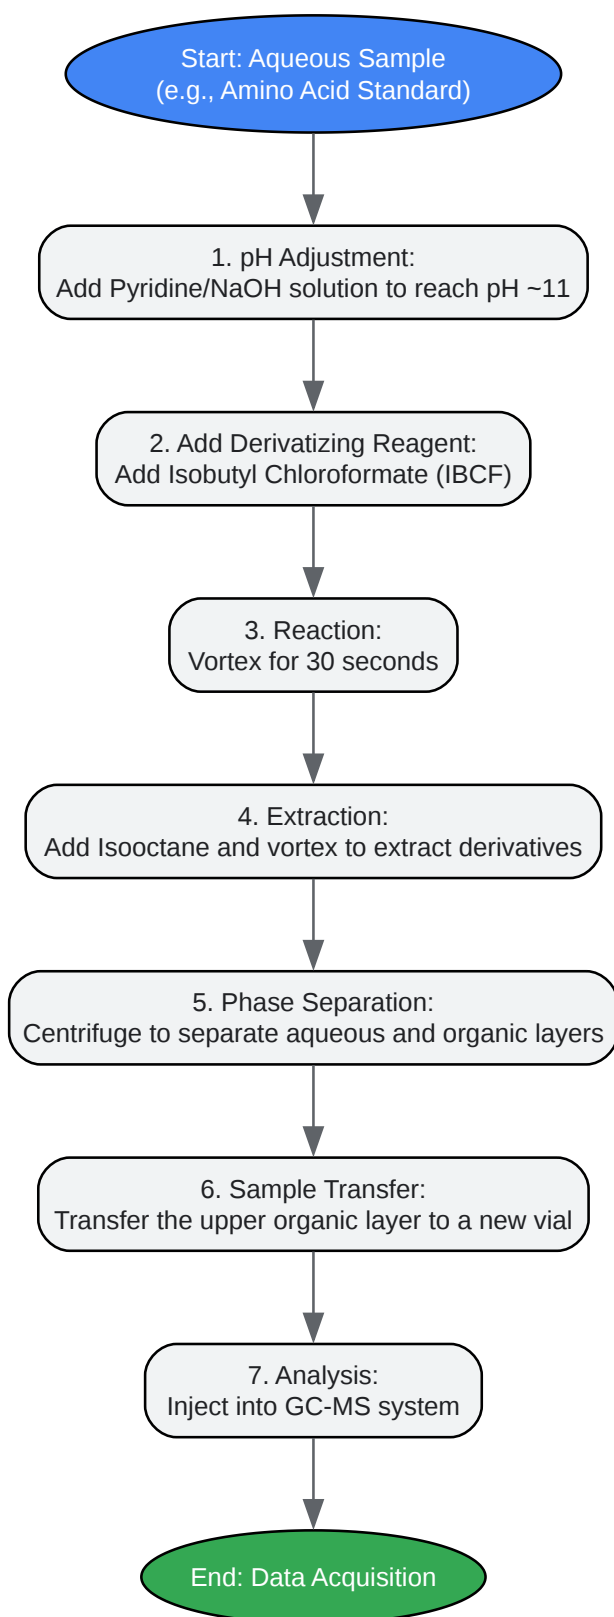 Start: Aqueous Sample
(e.g., Amino Acid Standard)
1. pH Adjustment:
Add Pyridine/NaOH solution to reach pH ~11
2. Add Derivatizing Reagent:
Add Isobutyl Chloroformate (IBCF)
3. Reaction:
Vortex for 30 seconds
4. Extraction:
Add Isooctane and vortex to extract derivatives
5. Phase Separation:
Centrifuge to separate aqueous and organic layers
6. Sample Transfer:
Transfer the upper organic layer to a new vial
7. Analysis:
Inject into GC-MS system
End: Data Acquisition